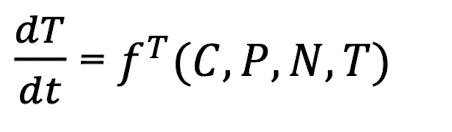 dT/dt = f^T(C, P, N, T)